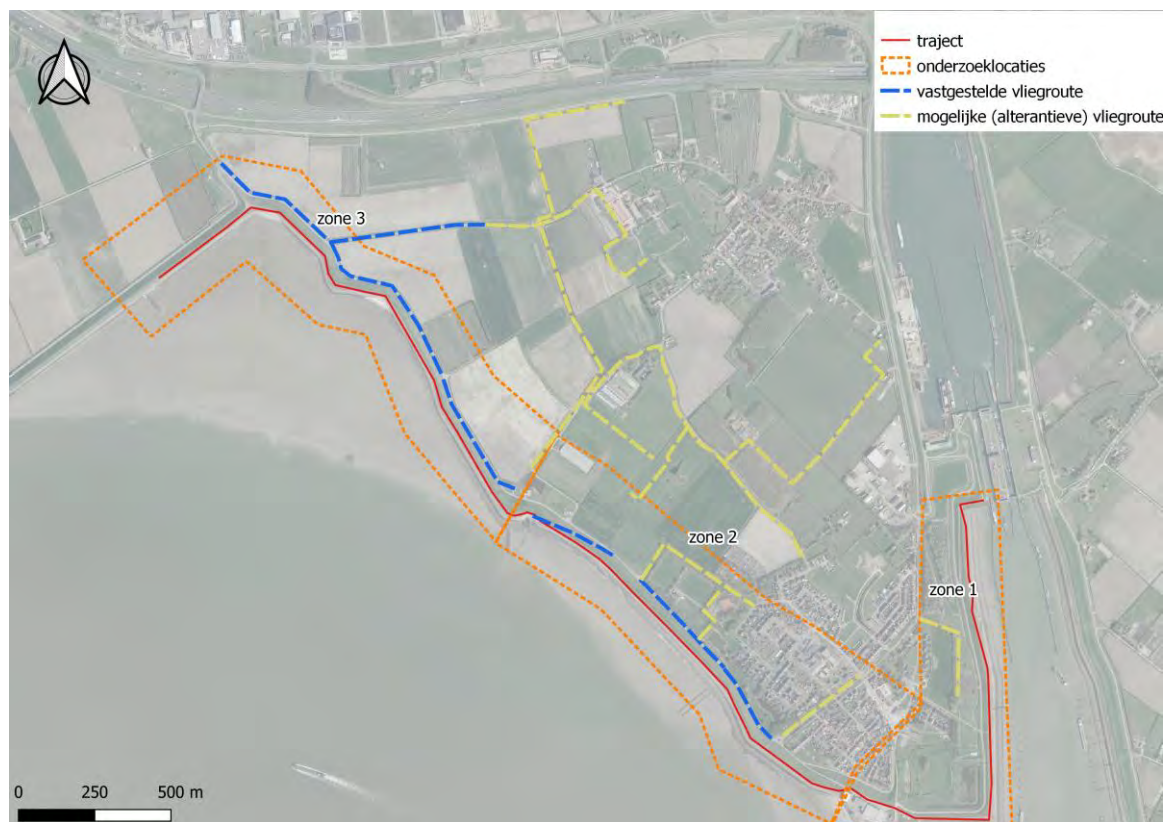 traject
onderzoeklocaties
vastgestelde vliegroute
mogelijke (alterantieve) vliegroute
zone 3
zone 2
zone 1
0 250 500 m